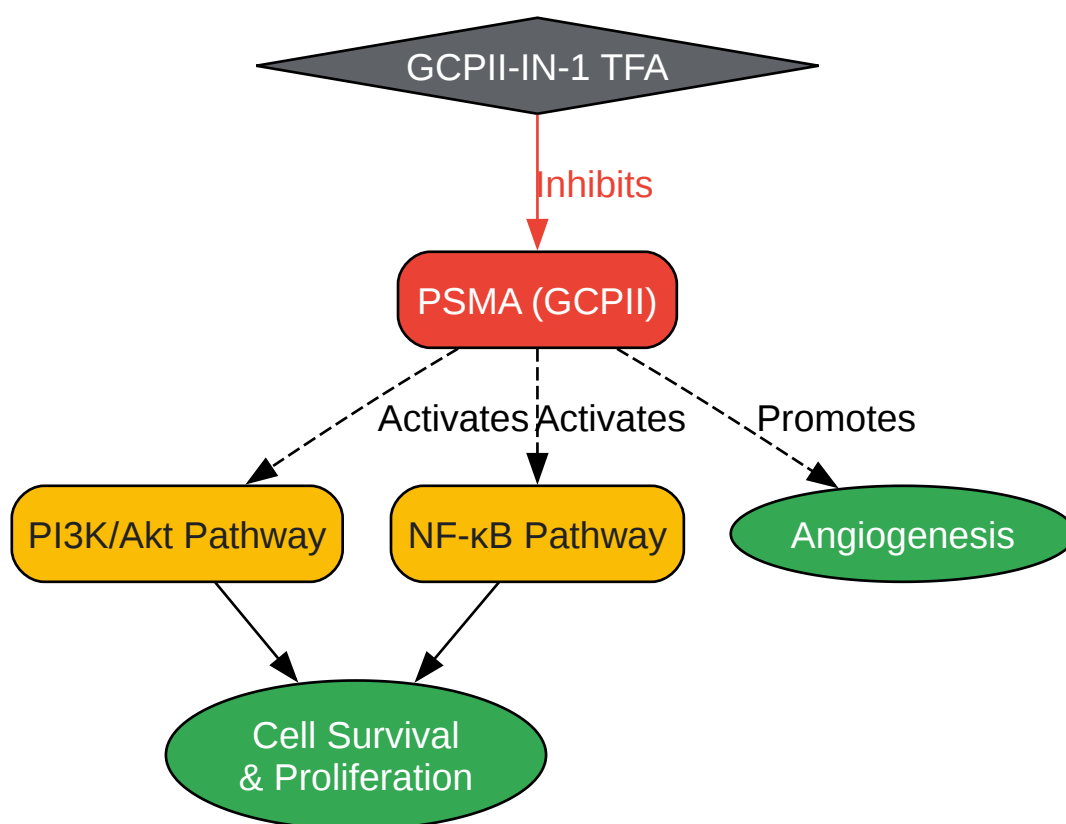 GCPII-IN-1 TFA
Inhibits
PSMA (GCPII)
Activates
Activates
Promotes
PI3K/Akt Pathway
NF-κB Pathway
Angiogenesis
Cell Survival
& Proliferation